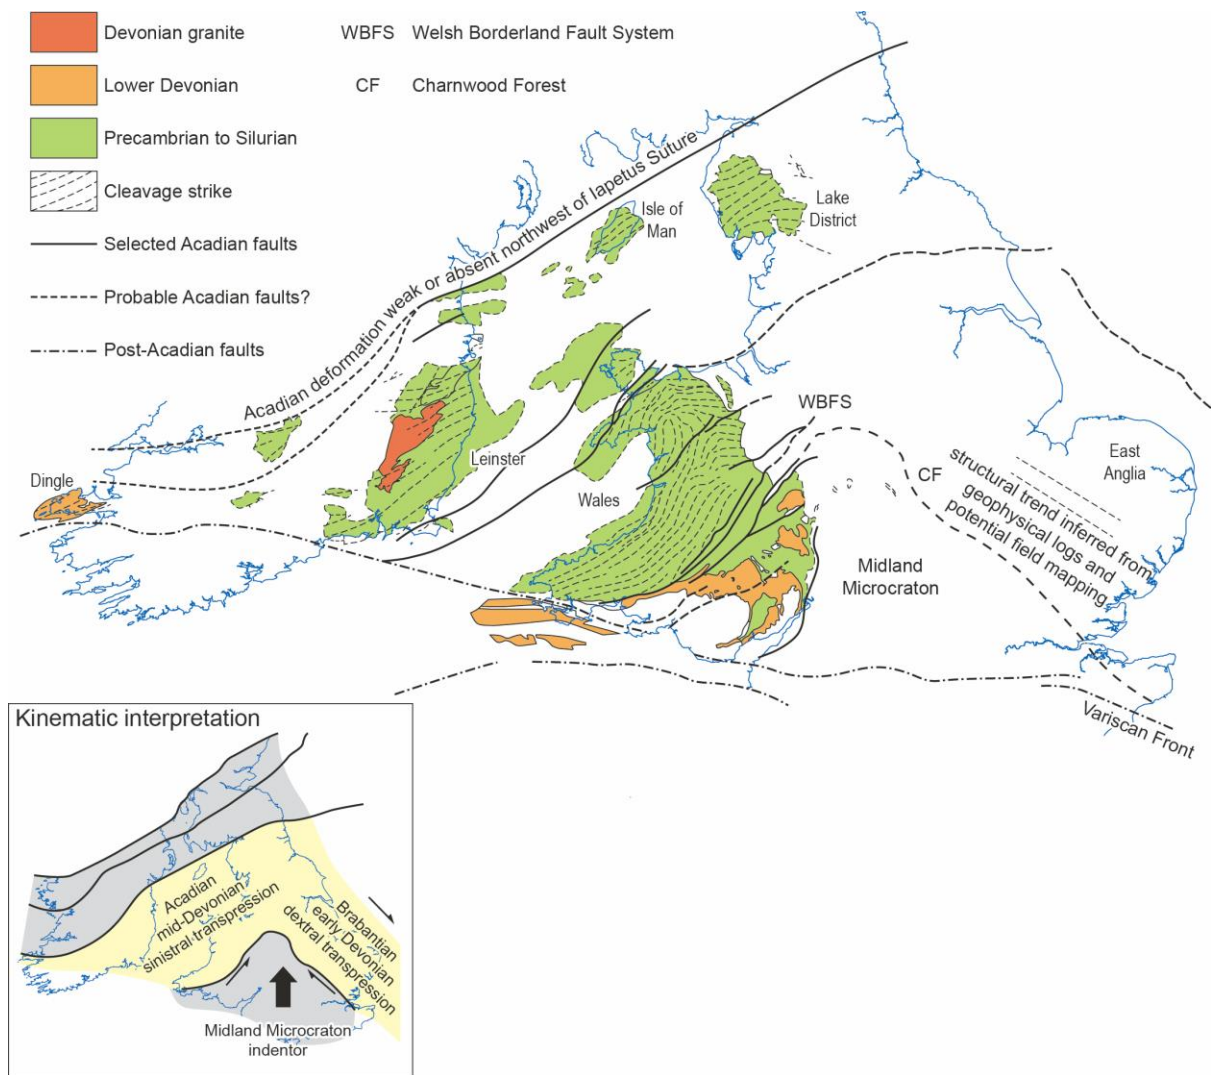 Devonian granite
WBFS Welsh Borderland Fault System
Lower Devonian
CF Charnwood Forest
Precambrian to Silurian
Cleavage strike
Selected Acadian faults
Probable Acadian faults?
Post-Acadian faults
Acadian deformation weak or absent northwest of Iapetus Suture
Isle of
Man
Lake
District
Dingle
Leinster
Wales
WBFS
CF
East
Anglia
structural trend inferred from
geophysical logs and
potential field mapping
Midland
Microcraton
Variscan Front
Kinematic interpretation
Acadian
mid-Devonian
sinistral transpression
Brabantian
early Devonian
dextral transpression
Midland Microcraton
indentor